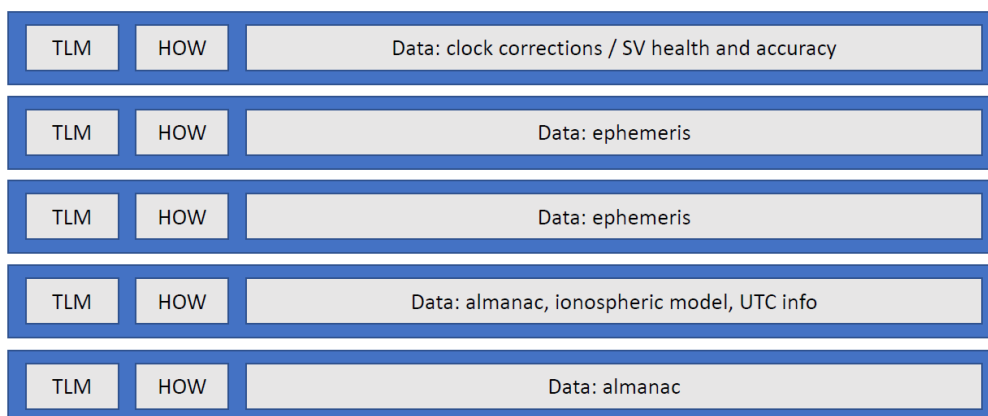 TLM HOW Data: clock corrections / SV health and accuracy
TLM HOW Data: ephemeris
TLM HOW Data: ephemeris
TLM HOW Data: almanac, ionospheric model, UTC info
TLM HOW Data: almanac